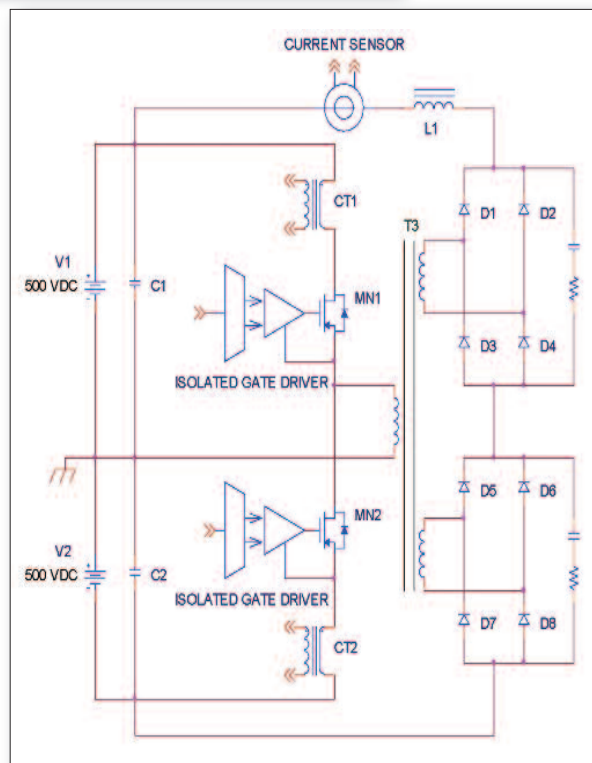 CURRENT SENSOR
L1
CT1
T3
D1
D2
V1
500 VDC
C1
MN1
D3
D4
ISOLATED GATE DRIVER
D5
D6
MN2
V2
500 VDC
C2
ISOLATED GATE DRIVER
D7
D8
CT2